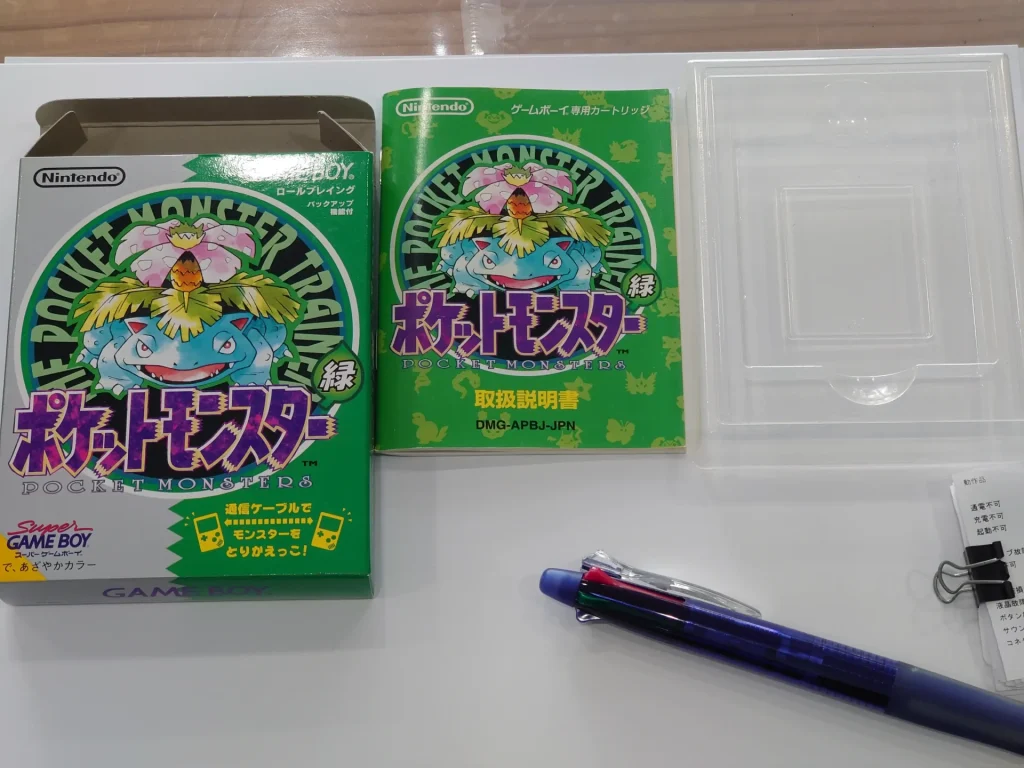 Nintendo
GAME BOY
ロールプレイング
バックアップ
機能付
THE POCKET MONSTER TRAINER
緑
ポケットモンスター
TM
POCKET MONSTERS
通信ケーブルで
モンスターを
とりかえっこ!
Super
GAME BOY
スーパーゲームボーイ
で、あざやかカラー
GAME BOY
Nintendo
ゲームボーイ専用カートリッジ
THE POCKET MONSTER TRAINER
緑
ポケットモンスター
TM
POCKET MONSTERS
取扱説明書
DMG-APBJ-JPN
動作品
通電不可
充電不可
起動不可